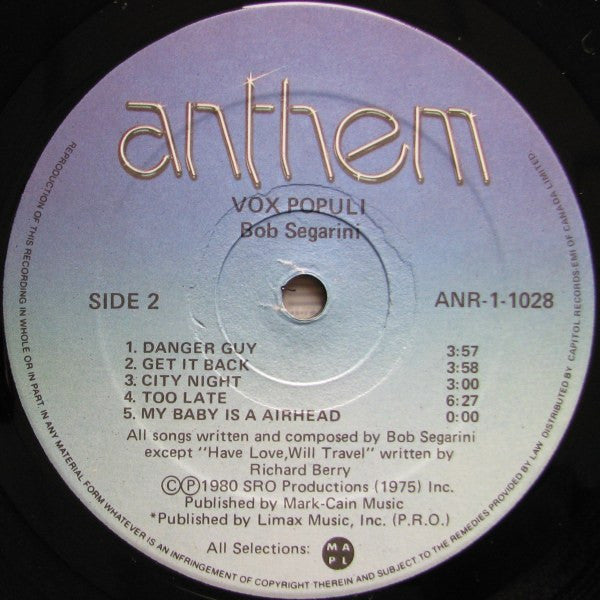 anthem
VOX POPULI
Bob Segarini
SIDE 2
ANR-1-1028
1. DANGER GUY 3:57
2. GET IT BACK 3:58
3. CITY NIGHT 3:00
4. TOO LATE 6:27
5. MY BABY IS A AIRHEAD 0:00
All songs written and composed by Bob Segarini
except "Have Love,Will Travel" written by
Richard Berry
©℗1980 SRO Productions (1975) Inc.
Published by Mark-Cain Music
*Published by Limax Music, Inc. (P.R.O.)
All Selections: MAPL
REPRODUCTION OF THIS RECORDING IN WHOLE OR IN PART, IN ANY MATERIAL FORM WHATEVER IS AN INFRINGEMENT OF COPYRIGHT THEREIN AND SUBJECT TO THE REMEDIES PROVIDED BY LAW DISTRIBUTED BY CAPITOL RECORDS-EMI OF CANADA LIMITED